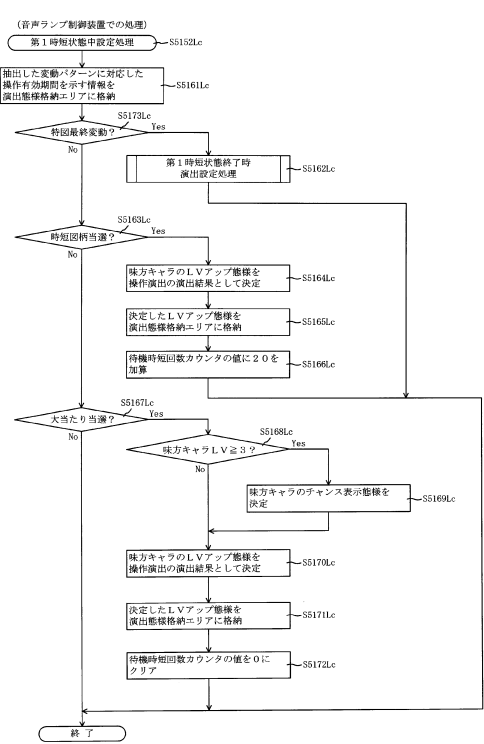 （音声ランプ制御装置での処理）
第１時短状態中設定処理
S5152Lc
抽出した変動パターンに対応した
操作有効期間を示す情報を
演出態様格納エリアに格納
S5161Lc
S5173Lc
特図最終変動？
Yes
No
第１時短状態終了時
演出設定処理
S5162Lc
S5163Lc
時短図柄当選？
Yes
No
味方キャラのＬＶアップ態様を
操作演出の演出結果として決定
S5164Lc
決定したＬＶアップ態様を
演出態様格納エリアに格納
S5165Lc
待機時短回数カウンタの値に２０を
加算
S5166Lc
S5167Lc
大当たり当選？
Yes
No
S5168Lc
味方キャラＬＶ≧３？
Yes
No
味方キャラのチャンス表示態様を
決定
S5169Lc
味方キャラのＬＶアップ態様を
操作演出の演出結果として決定
S5170Lc
決定したＬＶアップ態様を
演出態様格納エリアに格納
S5171Lc
待機時短回数カウンタの値を０に
クリア
S5172Lc
終了